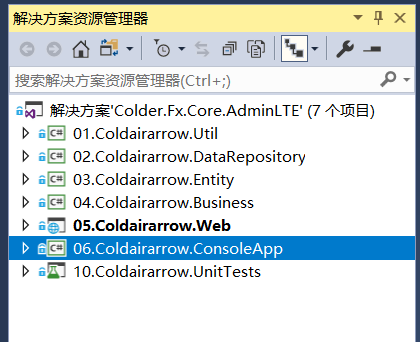 解决方案资源管理器
搜索解决方案资源管理器(Ctrl+;)
解决方案'Colder.Fx.Core.AdminLTE' (7 个项目)
01.Coldairarrow.Util
02.Coldairarrow.DataRepository
03.Coldairarrow.Entity
04.Coldairarrow.Business
05.Coldairarrow.Web
06.Coldairarrow.ConsoleApp
10.Coldairarrow.UnitTests